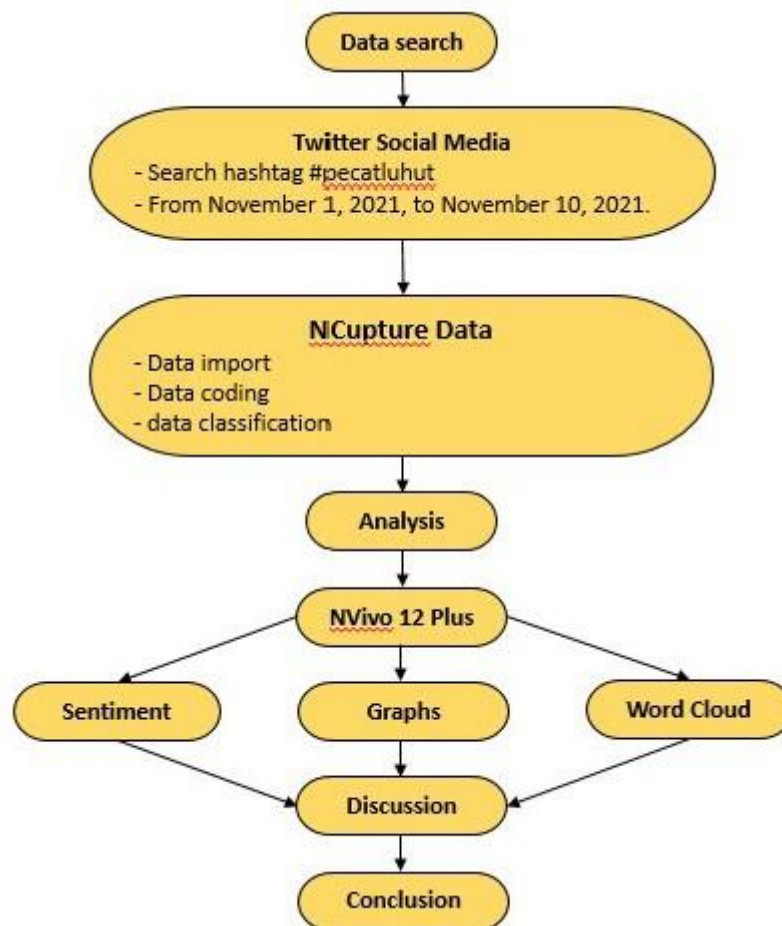 Data search
Twitter Social Media
- Search hashtag #pecatluhut
- From November 1, 2021, to November 10, 2021.
NCupture Data
- Data import
- Data coding
- data classification
Analysis
NVivo 12 Plus
Sentiment
Graphs
Word Cloud
Discussion
Conclusion